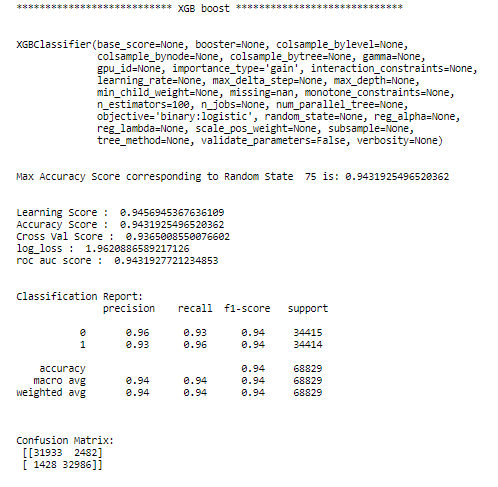 *************************** XGB boost *****************************
XGBClassifier(base_score=None, booster=None, colsample_bylevel=None,
colsample_bynode=None, colsample_bytree=None, gamma=None,
gpu_id=None, importance_type='gain', interaction_constraints=None,
learning_rate=None, max_delta_step=None, max_depth=None,
min_child_weight=None, missing=nan, monotone_constraints=None,
n_estimators=100, n_jobs=None, num_parallel_tree=None,
objective='binary:logistic', random_state=None, reg_alpha=None,
reg_lambda=None, scale_pos_weight=None, subsample=None,
tree_method=None, validate_parameters=False, verbosity=None)
Max Accuracy Score corresponding to Random State  75 is: 0.9431925496520362
Learning Score :  0.9456945367636109
Accuracy Score :  0.9431925496520362
Cross Val Score :  0.9365008550076602
log_loss :  1.9620886589217126
roc auc score :  0.9431927721234853
Classification Report:
precision    recall  f1-score   support
0       0.96      0.93      0.94     34415
1       0.93      0.96      0.94     34414
accuracy                           0.94     68829
macro avg       0.94      0.94      0.94     68829
weighted avg       0.94      0.94      0.94     68829
Confusion Matrix:
[[31933  2482]
[ 1428 32986]]